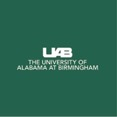 UAB
THE UNIVERSITY OF
ALABAMA AT BIRMINGHAM